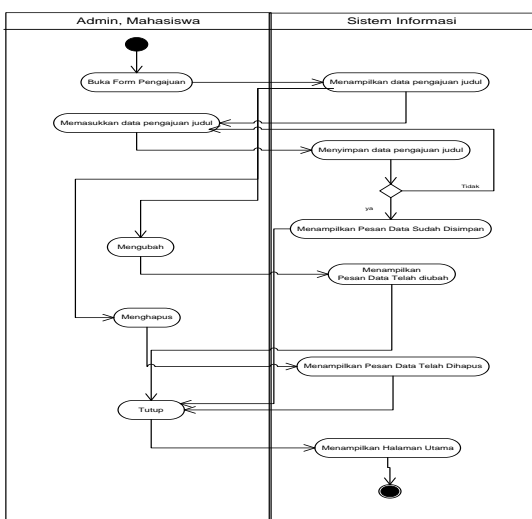 Admin, Mahasiswa
Sistem Informasi
Buka Form Pengajuan
Menampilkan data pengajuan judul
Memasukkan data pengajuan judul
Menyimpan data pengajuan judul
Tidak
ya
Menampilkan Pesan Data Sudah Disimpan
Mengubah
Menampilkan
Pesan Data Telah diubah
Menghapus
Menampilkan Pesan Data Telah Dihapus
Tutup
Menampilkan Halaman Utama